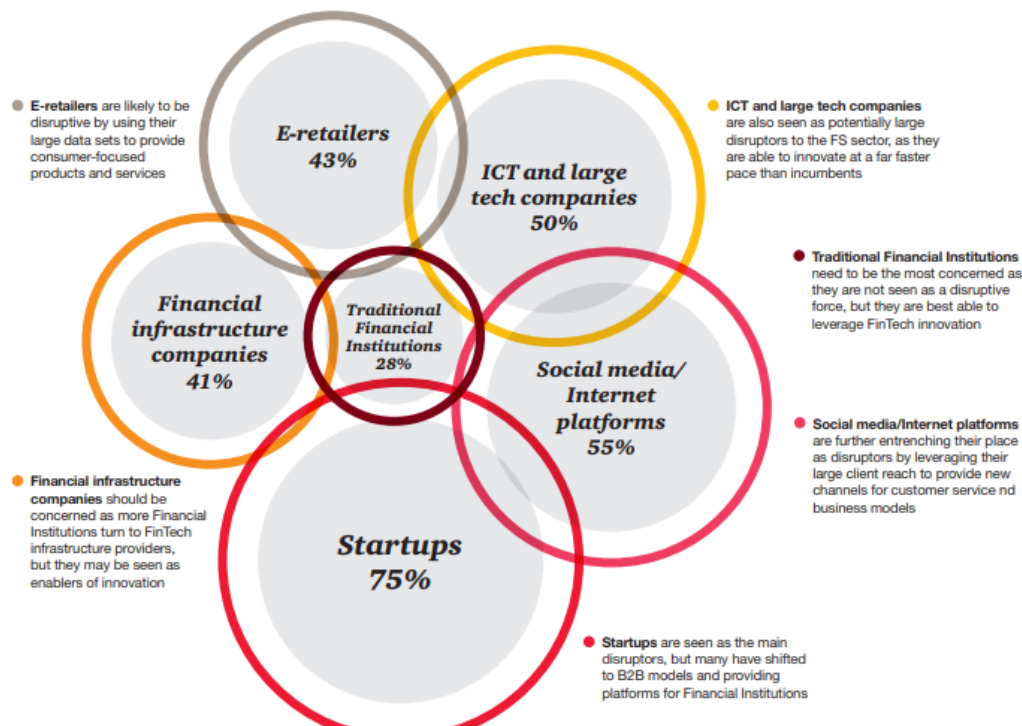 E-retailers
43%
E-retailers are likely to be
disruptive by using their
large data sets to provide
consumer-focused
products and services
ICT and large
tech companies
50%
ICT and large tech companies
are also seen as potentially large
disruptors to the FS sector, as they
are able to innovate at a far faster
pace than incumbents
Financial
infrastructure
companies
41%
Traditional
Financial
Institutions
28%
Traditional Financial Institutions
need to be the most concerned as
they are not seen as a disruptive
force, but they are best able to
leverage FinTech innovation
Social media/
Internet
platforms
55%
Social media/Internet platforms
are further entrenching their place
as disruptors by leveraging their
large client reach to provide new
channels for customer service nd
business models
Financial infrastructure
companies should be
concerned as more Financial
Institutions turn to FinTech
infrastructure providers,
but they may be seen as
enablers of innovation
Startups
75%
Startups are seen as the main
disruptors, but many have shifted
to B2B models and providing
platforms for Financial Institutions